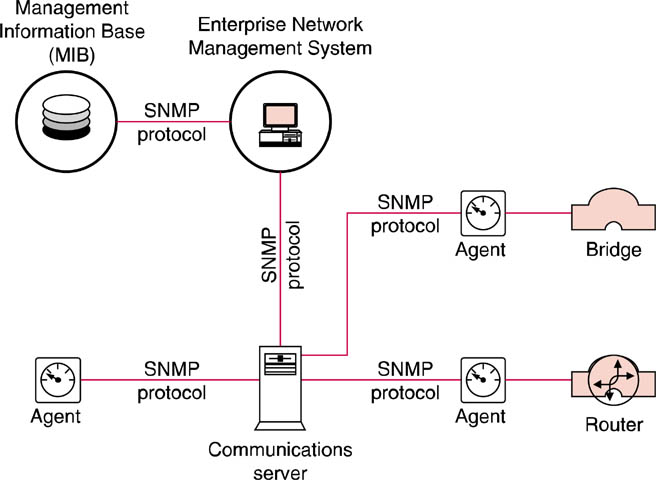 Management
Information Base
(MIB)
Enterprise Network
Management System
SNMP
protocol
SNMP
protocol
SNMP
protocol
Agent
Bridge
SNMP
protocol
Agent
SNMP
protocol
Agent
Router
Communications
server